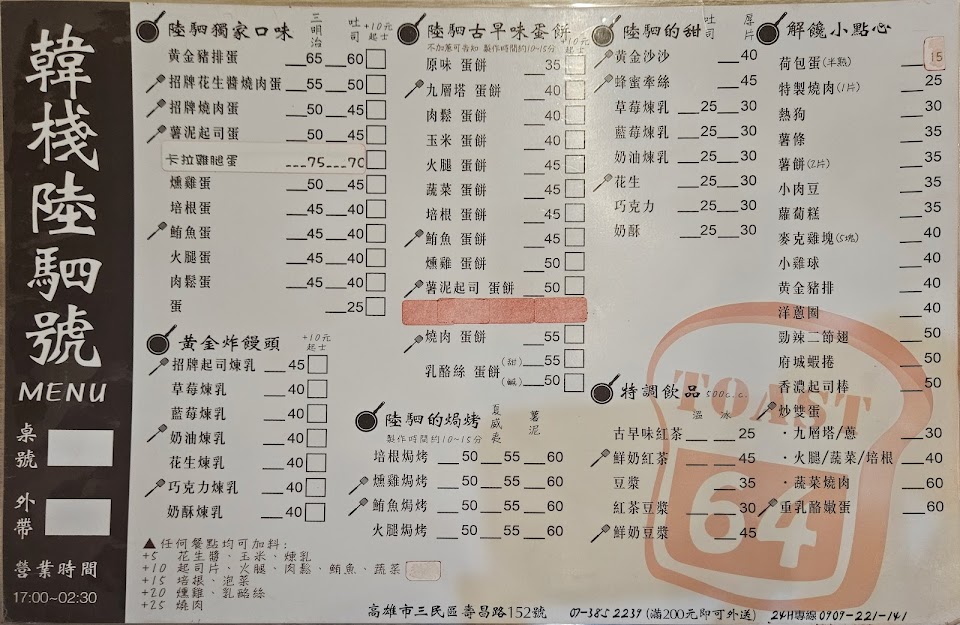 韓棧陸駟號
MENU
桌號
外帶
營業時間
17:00~02:30
陸駟獨家口味 三明治 吐司 +10元起士
黃金豬排蛋 65 60
招牌花生醬燒肉蛋 55 50
招牌燒肉蛋 50 45
薯泥起司蛋 50 45
卡拉雞腿蛋 75 70
燻雞蛋 50 45
培根蛋 45 40
鮪魚蛋 45 40
火腿蛋 45 40
肉鬆蛋 45 40
蛋 25
黃金炸饅頭 +10元起士
招牌起司煉乳 45
草莓煉乳 40
藍莓煉乳 40
奶油煉乳 40
花生煉乳 40
巧克力煉乳 40
奶酥煉乳 40
▲任何餐點均可加料:
+5 花生醬、玉米、煉乳
+10 起司片、火腿、肉鬆、鮪魚、蔬菜
+15 培根、泡菜
+20 燻雞、乳酪絲
+25 燒肉
陸駟古早味蛋餅 +10元起士
不加蔥可告知 製作時間約10~15分
原味 蛋餅 35
九層塔 蛋餅 40
肉鬆 蛋餅 40
玉米 蛋餅 40
火腿 蛋餅 40
蔬菜 蛋餅 40
培根 蛋餅 40
鮪魚 蛋餅 45
燻雞 蛋餅 50
薯泥起司 蛋餅 50
燒肉 蛋餅 55
乳酪絲 蛋餅 (甜) 55
(鹹) 50
陸駟的焗烤 夏威夷 薯泥
製作時間約10~15分
培根焗烤 50 55 60
燻雞焗烤 50 55 60
鮪魚焗烤 50 55 60
火腿焗烤 50 55 60
陸駟的甜 吐司 厚片
黃金沙沙 40
蜂蜜牽絲 45
草莓煉乳 25 30
藍莓煉乳 25 30
奶油煉乳 25 30
花生 25 30
巧克力 25 30
奶酥 25 30
特調飲品 500c.c.
溫 冰
古早味紅茶 25
鮮奶紅茶 45
豆漿 35
紅茶豆漿 30
鮮奶豆漿 45
解饞小點心
荷包蛋(半熟) 15
特製燒肉(1片) 25
熱狗 30
薯條 35
薯餅(2片) 35
小肉豆 35
蘿蔔糕 35
麥克雞塊(5塊) 40
小雞球 40
黃金豬排 40
洋蔥圈 40
勁辣二節翅 50
府城蝦捲 50
香濃起司棒 50
炒雙蛋
・九層塔/蔥 30
・火腿/蔬菜/培根 40
・蔬菜燒肉 60
重乳酪嫩蛋 60
TOAST
64
高雄市三民區壽昌路152號 07-385 2239 (滿200元即可外送) 24H專線 0909-221-141